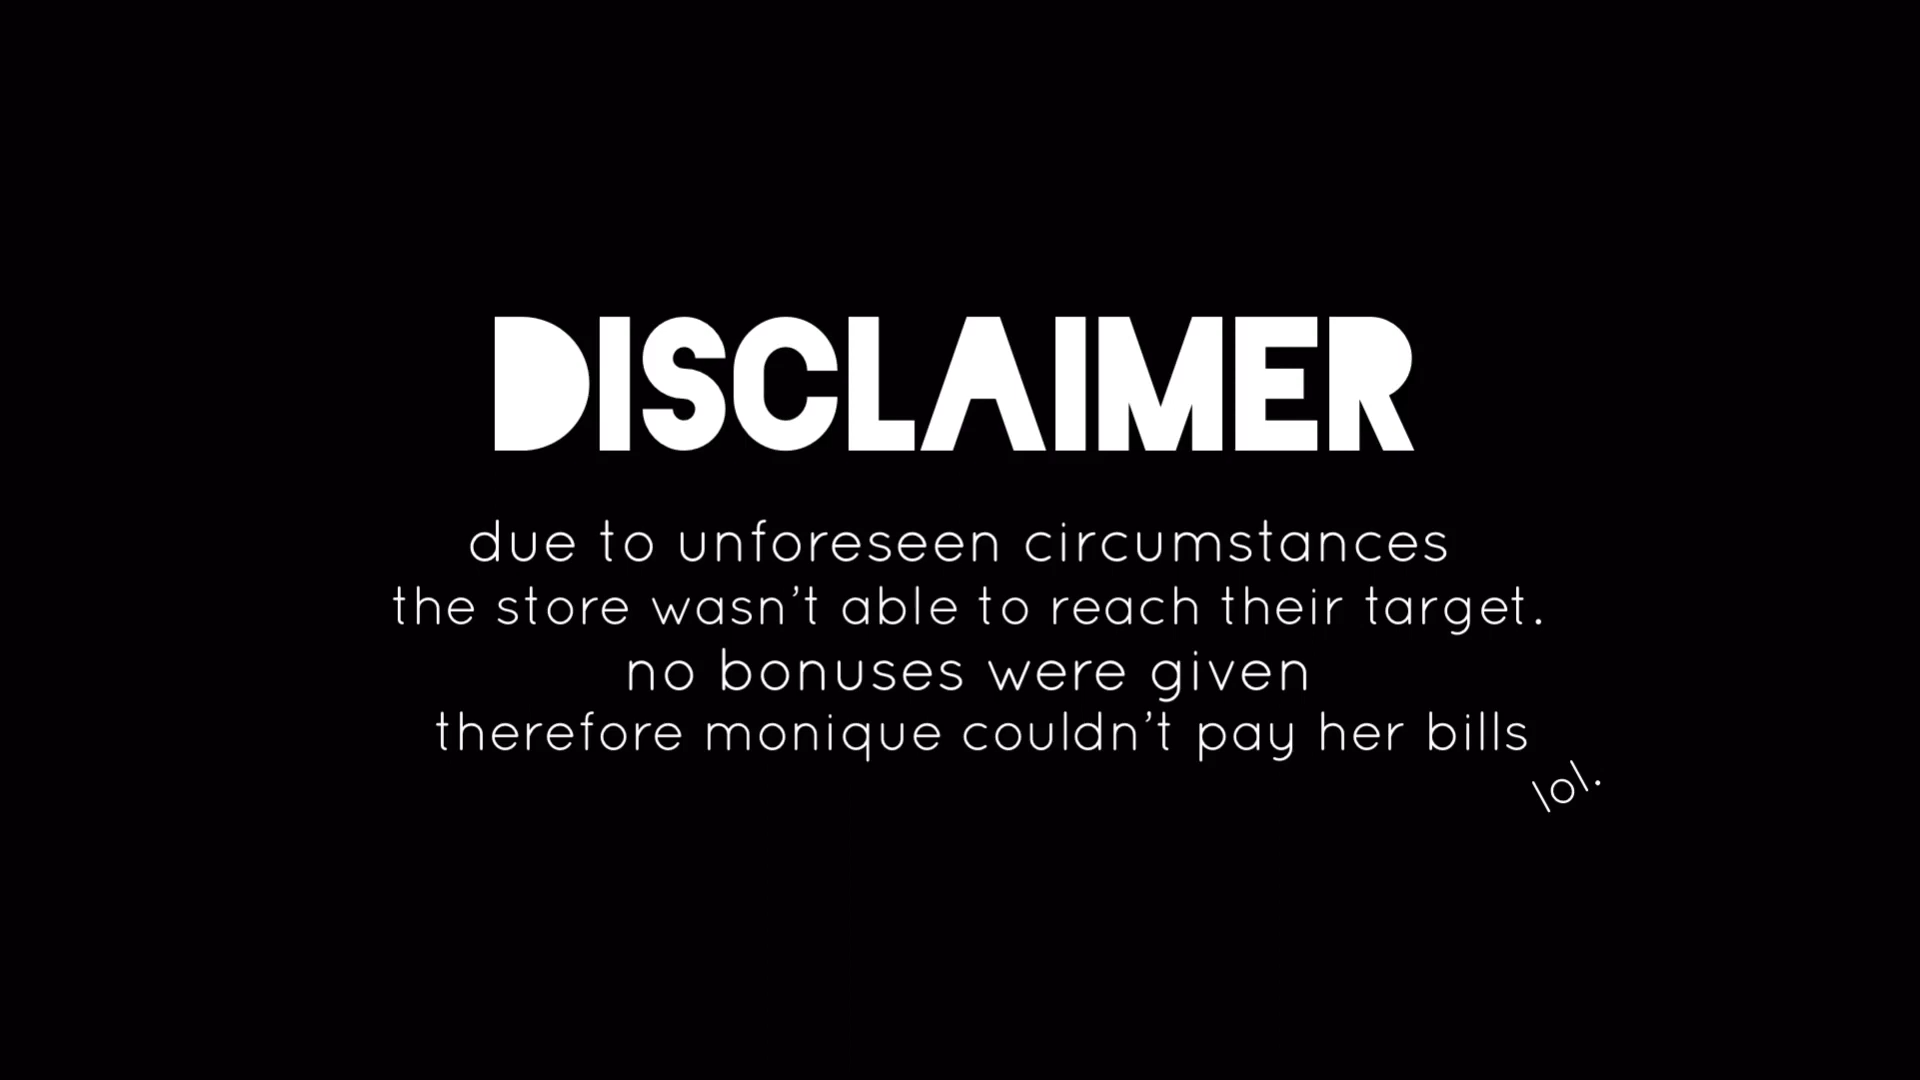 DISCLAIMER
due to unforeseen circumstances
the store wasn't able to reach their target.
no bonuses were given
therefore monique couldn't pay her bills
lol.